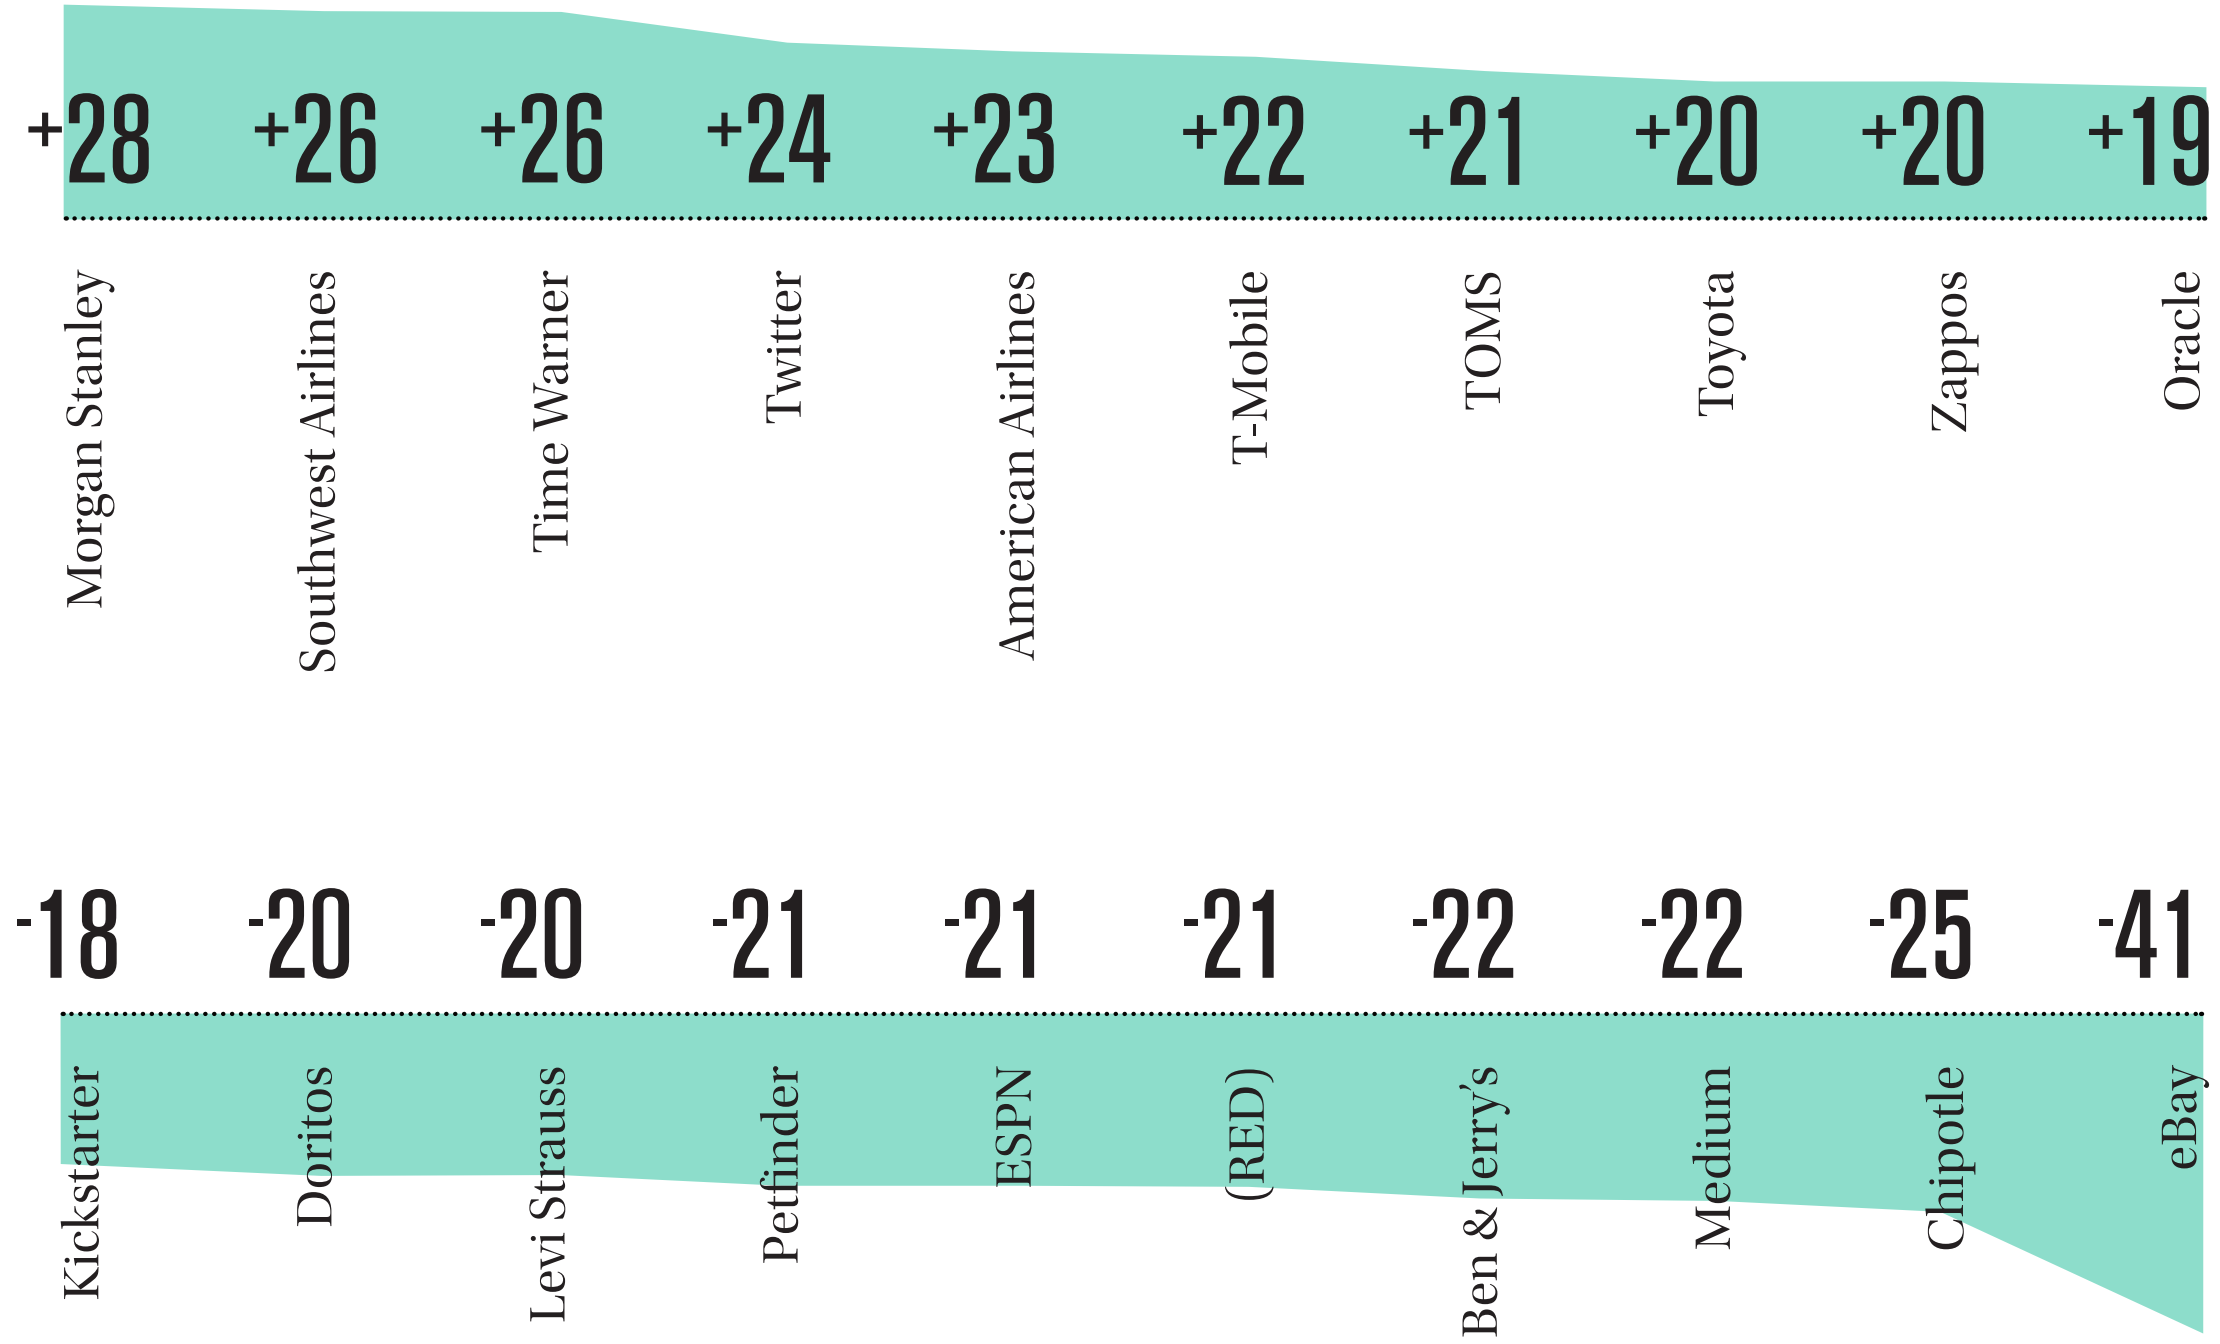 +28 +26 +26 +24 +23 +22 +21 +20 +20 +19
Morgan Stanley
Southwest Airlines
Time Warner
Twitter
American Airlines
T-Mobile
TOMS
Toyota
Zappos
Oracle
-18 -20 -20 -21 -21 -21 -22 -22 -25 -41
Kickstarter
Doritos
Levi Strauss
Petfinder
ESPN
(RED)
Ben & Jerry’s
Medium
Chipotle
eBay